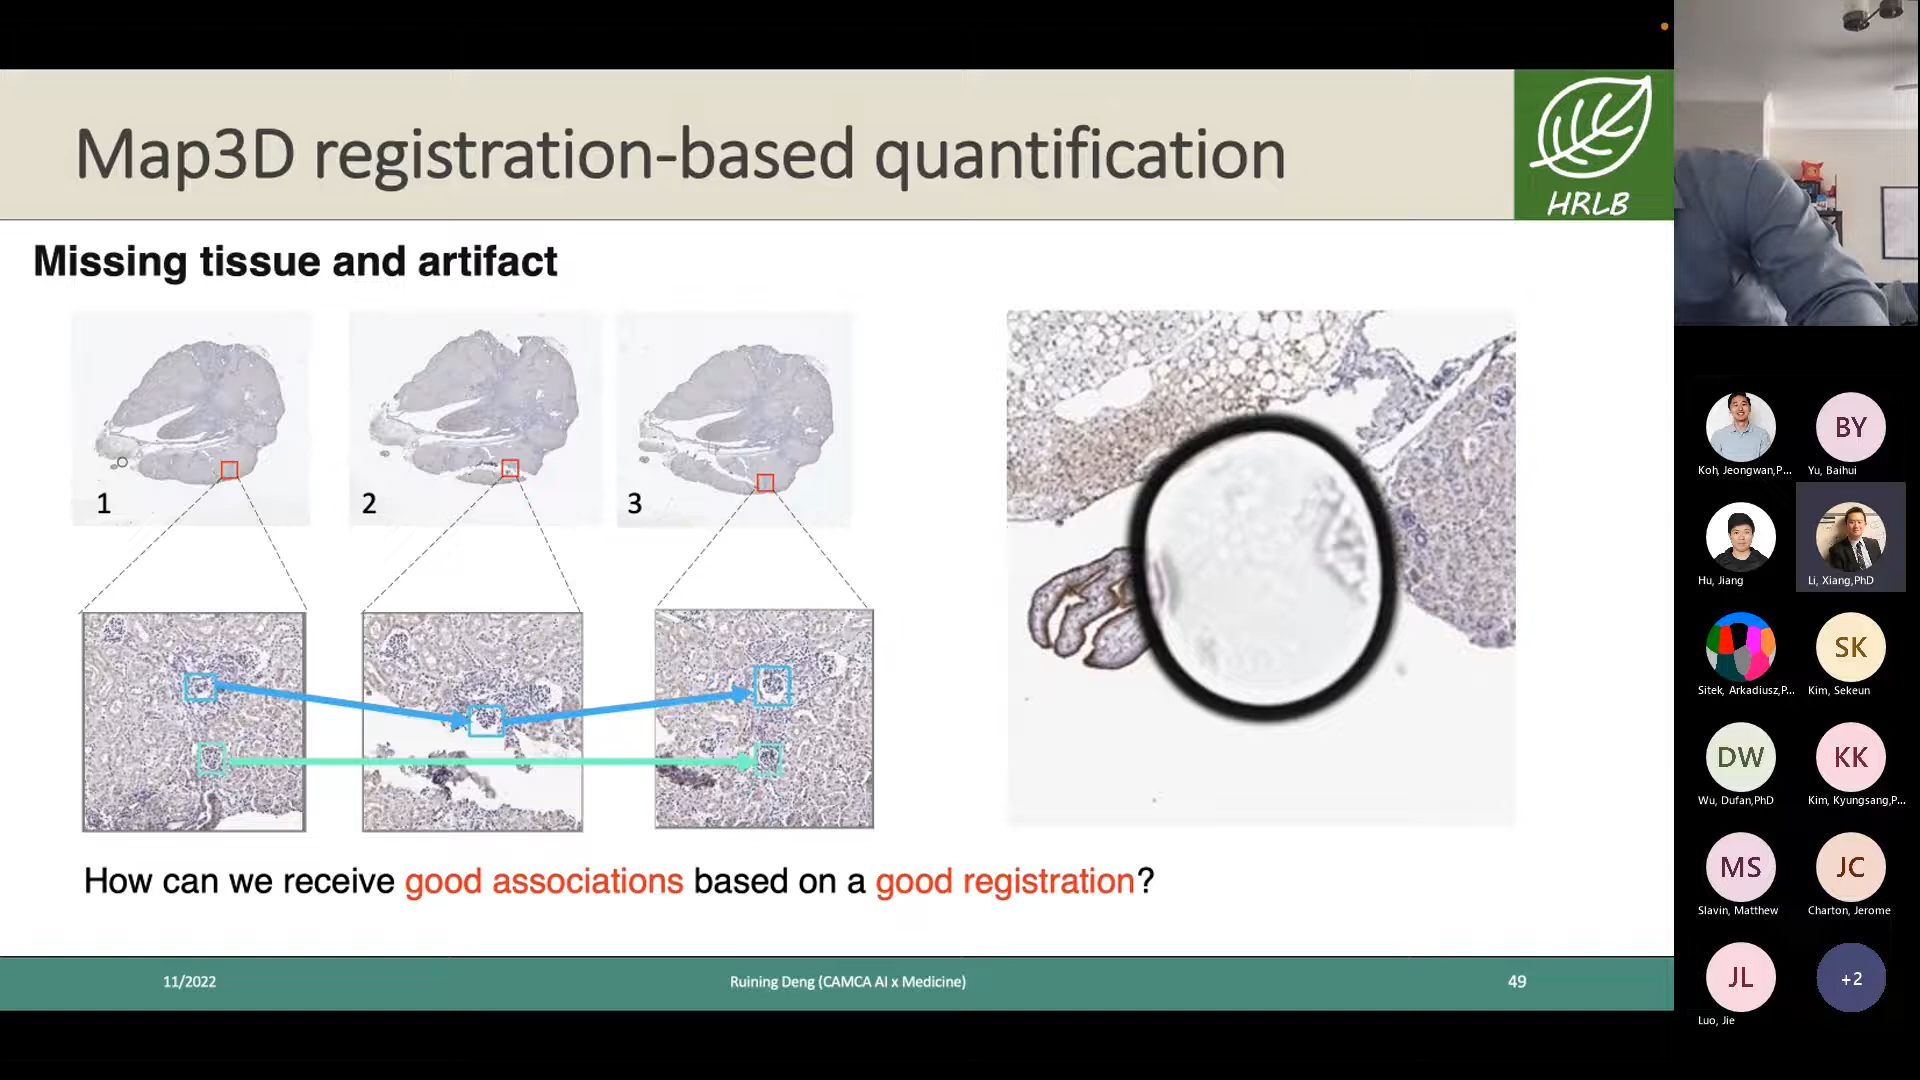 Map3D registration-based quantification
HRLB
Missing tissue and artifact
1
2
3
How can we receive good associations based on a good registration?
11/2022
Ruining Deng (CAMCA AI x Medicine)
49
Koh, Jeongwan,P...
BY
Yu, Baihui
Hu, Jiang
Li, Xiang,PhD
Sitek, Arkadiusz,P...
SK
Kim, Sekeun
DW
Wu, Dufan,PhD
KK
Kim, Kyungsang,P...
MS
Slavin, Matthew
JC
Charton, Jerome
JL
Luo, Jie
+2